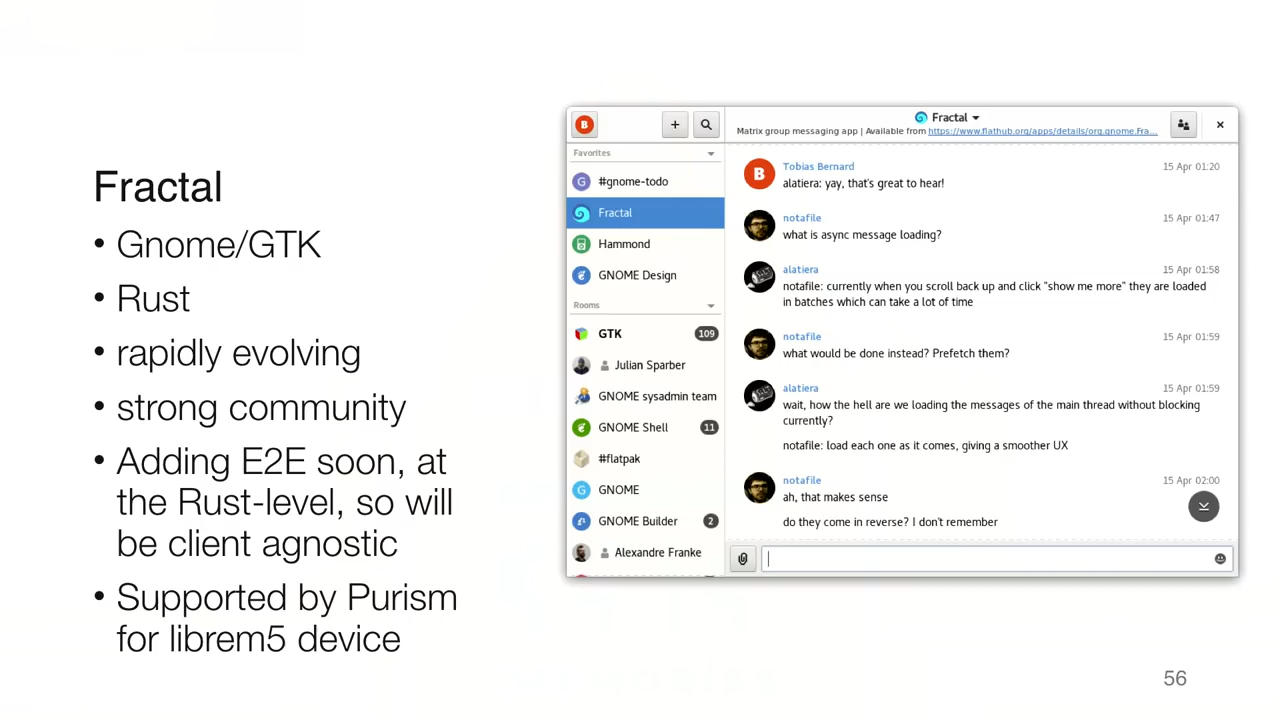 Fractal
• Gnome/GTK
• Rust
• rapidly evolving
• strong community
• Adding E2E soon, at
the Rust-level, so will
be client agnostic
• Supported by Purism
for librem5 device
B
+
Favorites
G #gnome-todo
Fractal
Hammond
GNOME Design
Rooms
GTK 109
Julian Sparber
GNOME sysadmin team
GNOME Shell 11
#flatpak
G GNOME
GNOME Builder 2
Alexandre Franke
Fractal
Matrix group messaging app | Available from https://www.flathub.org/apps/details/org.gnome.Fra...
B Tobias Bernard 15 Apr 01:20
alatiera: yay, that's great to hear!
notafile 15 Apr 01:47
what is async message loading?
alatiera 15 Apr 01:58
notafile: currently when you scroll back up and click "show me more" they are loaded
in batches which can take a lot of time
notafile 15 Apr 01:59
what would be done instead? Prefetch them?
alatiera 15 Apr 01:59
wait, how the hell are we loading the messages of the main thread without blocking
currently?
notafile: load each one as it comes, giving a smoother UX
notafile 15 Apr 02:00
ah, that makes sense
do they come in reverse? I don't remember
56